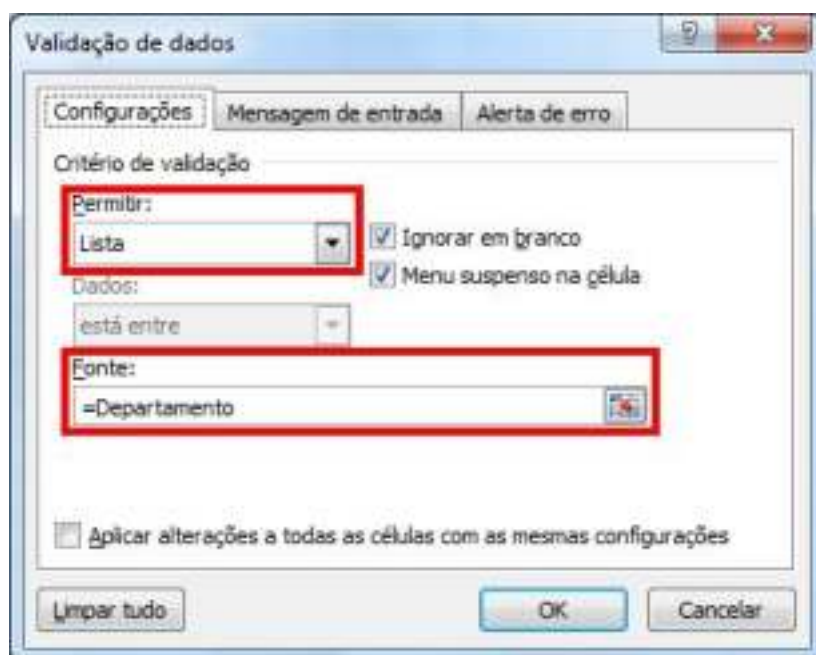 Validação de dados
Configurações
Mensagem de entrada
Alerta de erro
Critério de validação
Permitir:
Lista
Ignorar em branco
Menu suspenso na célula
Dados:
está entre
Fonte:
=Departamento
Aplicar alterações a todas as células com as mesmas configurações
Limpar tudo
OK
Cancelar